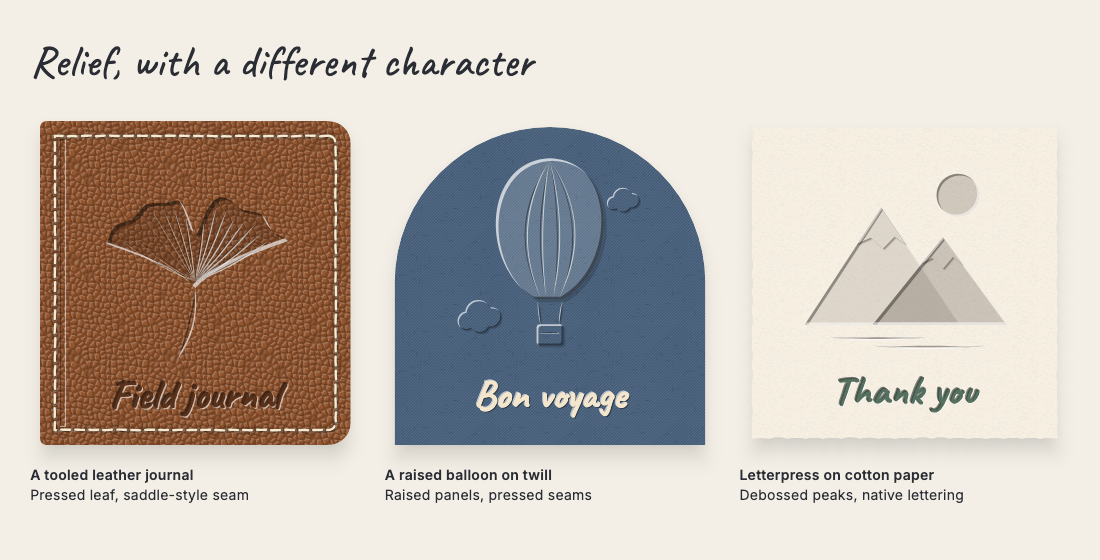 Relief, with a different character
Field journal
Bon voyage
Thank you
A tooled leather journal
Pressed leaf, saddle-style seam
A raised balloon on twill
Raised panels, pressed seams
Letterpress on cotton paper
Debossed peaks, native lettering